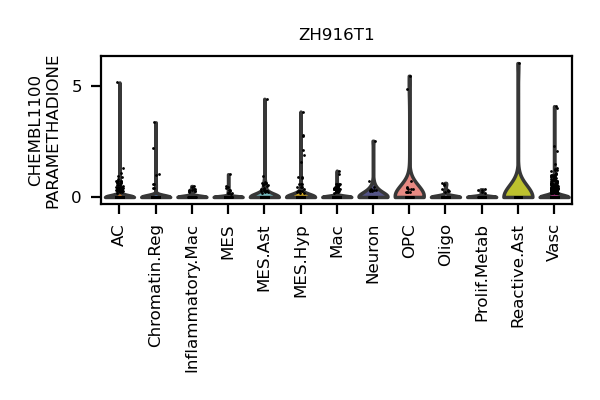 ZH916T1
CHEMBL1100
PARAMETHADIONE
5
0
AC
Chromatin.Reg
Inflammatory.Mac
MES
MES.Ast
MES.Hyp
Mac
Neuron
OPC
Oligo
Prolif.Metab
Reactive.Ast
Vasc